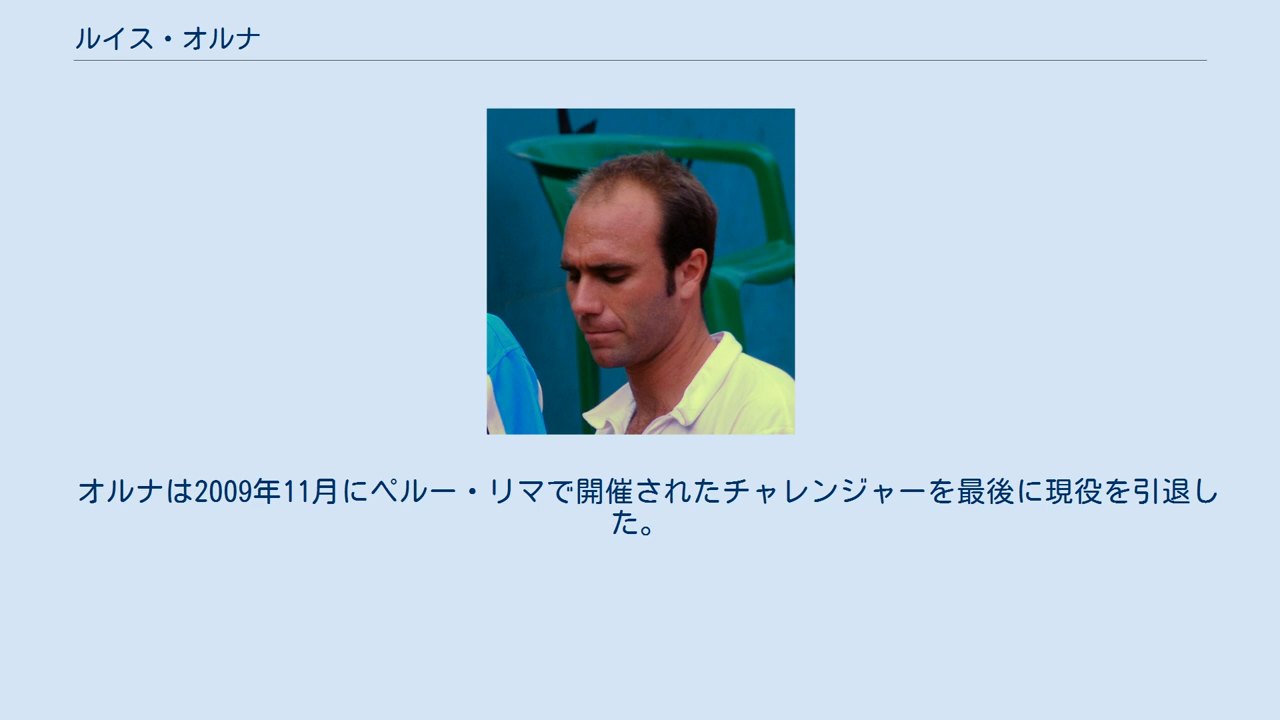 ルイス・オルナ
オルナは2009年11月にペルー・リマで開催されたチャレンジャーを最後に現役を引退し
た。